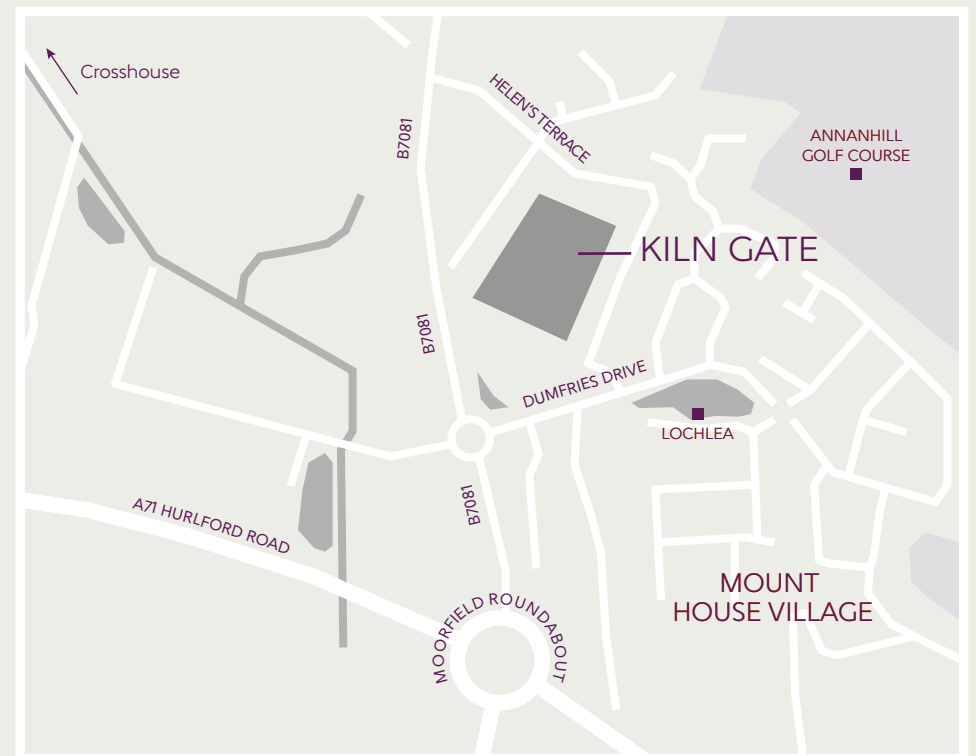 Crosshouse
B7081
HELEN'S TERRACE
ANNANHILL
GOLF COURSE
KILN GATE
B7081
DUMFRIES DRIVE
LOCHLEA
B7081
A71 HURLFORD ROAD
MOUNT
HOUSE VILLAGE
MOORFIELD ROUNDABOUT